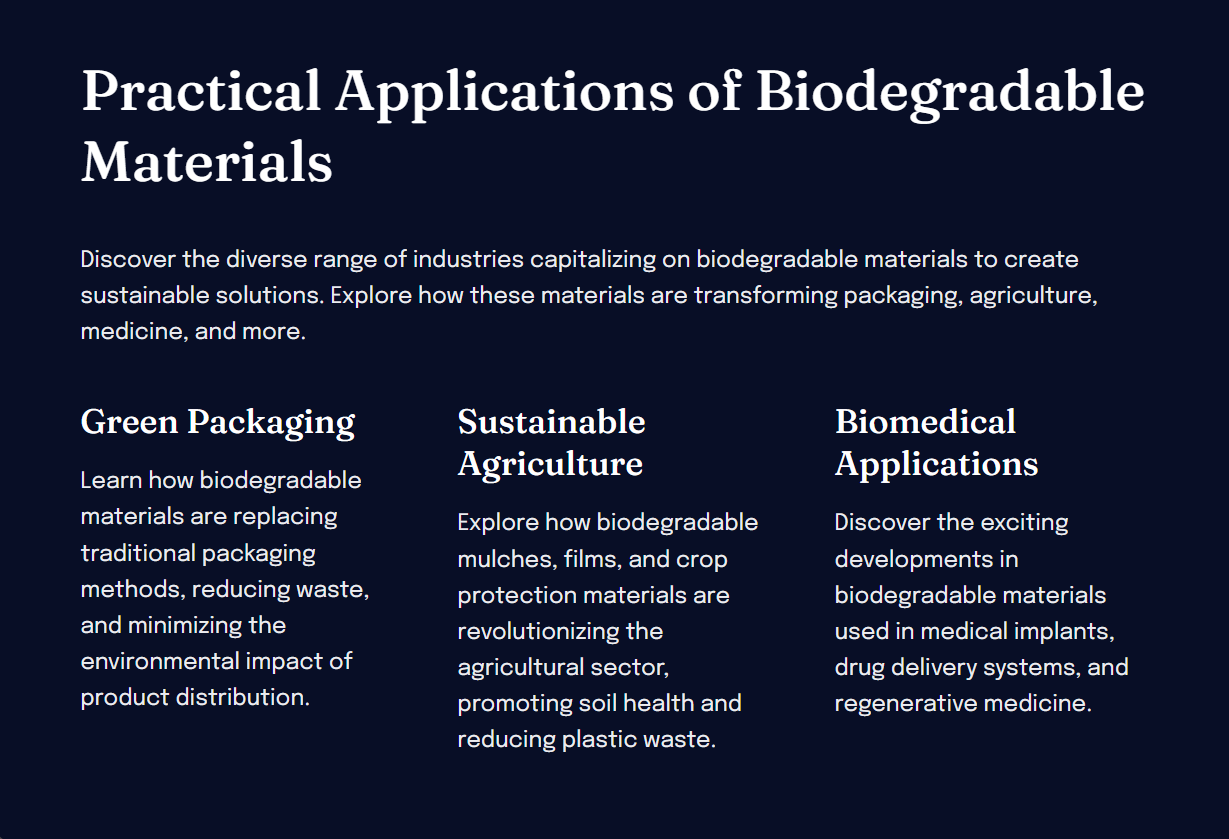 Practical Applications of Biodegradable
Materials
Discover the diverse range of industries capitalizing on biodegradable materials to create
sustainable solutions. Explore how these materials are transforming packaging, agriculture,
medicine, and more.
Green Packaging
Learn how biodegradable
materials are replacing
traditional packaging
methods, reducing waste,
and minimizing the
environmental impact of
product distribution.
Sustainable
Agriculture
Explore how biodegradable
mulches, films, and crop
protection materials are
revolutionizing the
agricultural sector,
promoting soil health and
reducing plastic waste.
Biomedical
Applications
Discover the exciting
developments in
biodegradable materials
used in medical implants,
drug delivery systems, and
regenerative medicine.